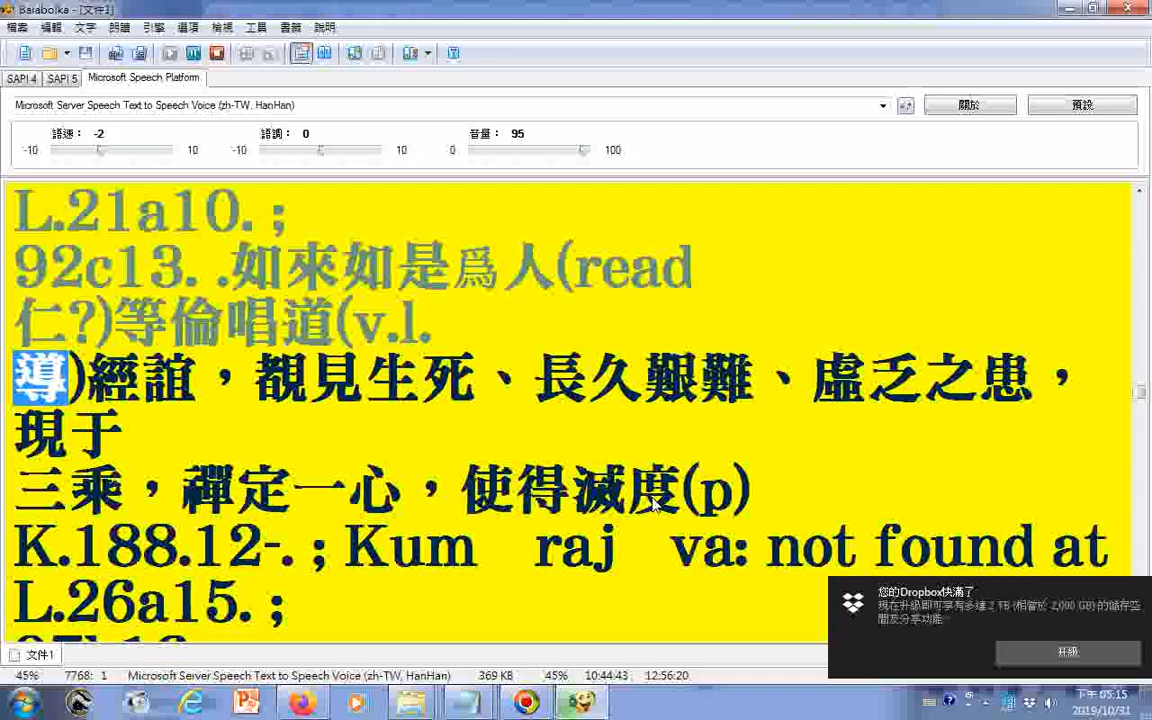 Balabolka - [文件1]
檔案 編輯 文字 朗讀 引擎 選項 檢視 工具 書籤 說明
SAPI 4 SAPI 5 Microsoft Speech Platform
Microsoft Server Speech Text to Speech Voice (zh-TW, HanHan) 關於 預設
語速： -2 語調： 0 音量： 95
-10 10 -10 10 0 100
L.21a10. ;
92c13. .如來如是爲人(read
仁?)等倫唱道(v.l.
導)經誼，覩見生死、長久艱難、虛乏之患，
現于
三乘，禪定一心，使得滅度(p)
K.188.12-. ; Kum raj va: not found at
L.26a15. ;
您的Dropbox快滿了
現在升級即可享有多達 2 TB (相當於 2,000 GB) 的儲存空
間及分享功能
升級
文件1
45% 7768: 1 Microsoft Server Speech Text to Speech Voice (zh-TW, HanHan) 369 KB 45% 10:44:43 12:56:20
下午 05:15
2019/10/31